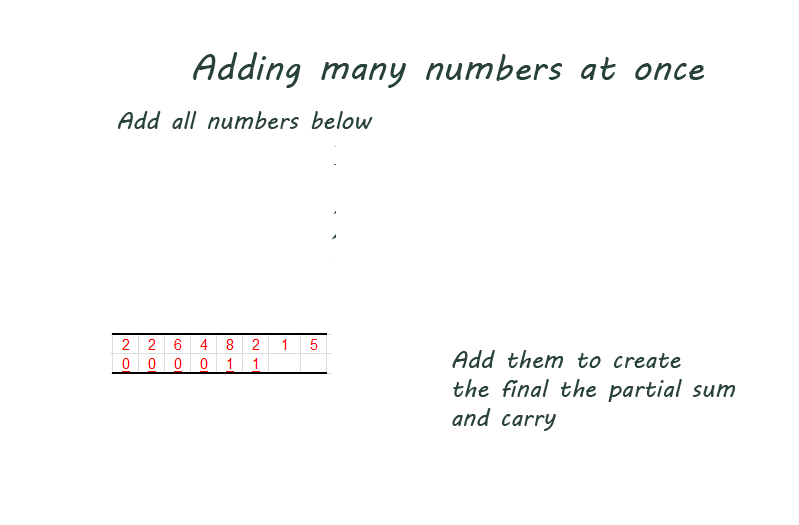 Adding many numbers at once
Add all numbers below
2 2 6 4 8 2 1 5
0 0 0 0 1 1
Add them to create
the final the partial sum
and carry